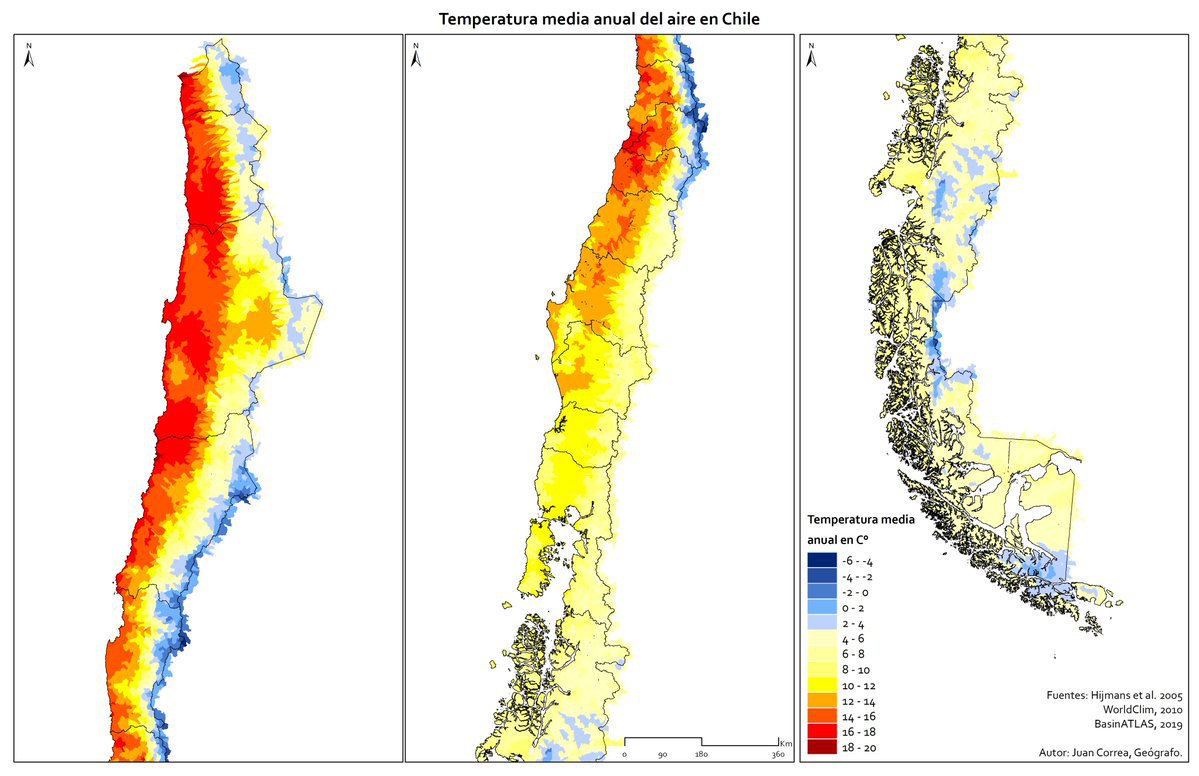 Temperatura media anual del aire en Chile
N
N
N
Temperatura media
anual en C°
-6 - -4
-4 - -2
-2 - 0
0 - 2
2 - 4
4 - 6
6 - 8
8 - 10
10 - 12
12 - 14
14 - 16
16 - 18
18 - 20
Km
0 90 180 360
Fuentes: Hijmans et al. 2005
WorldClim, 2010
BasinATLAS, 2019
Autor: Juan Correa, Geógrafo.